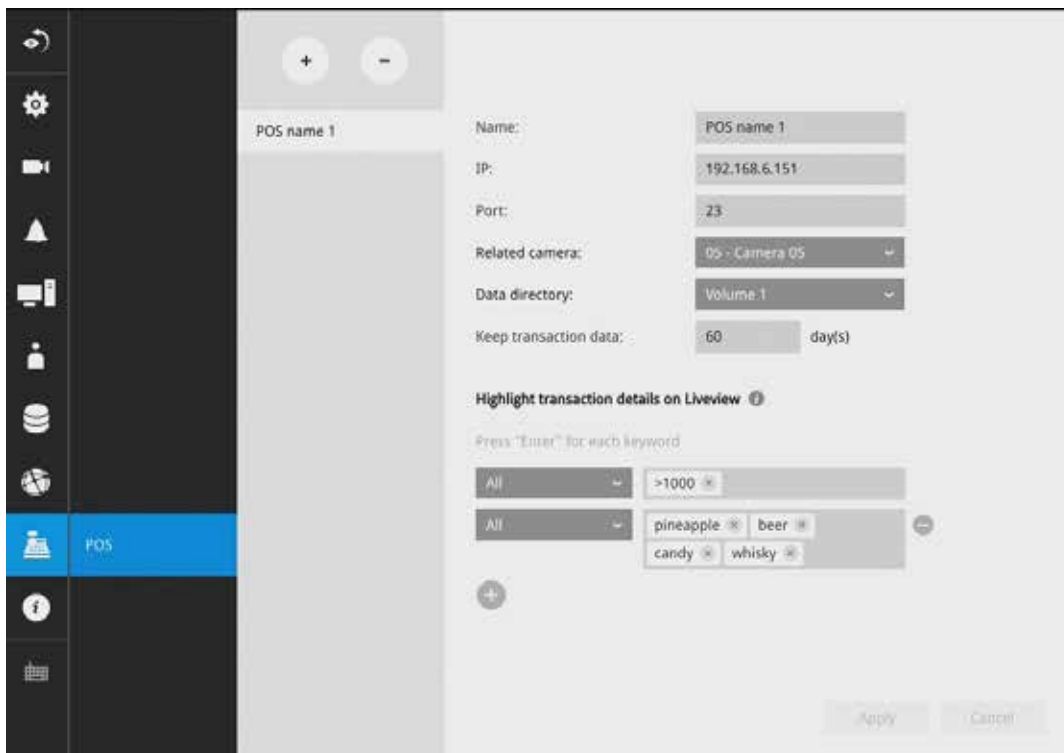 POS name 1
Name: POS name 1
IP: 192.168.6.151
Port: 23
Related camera: 05 - Camera 05
Data directory: Volume 1
Keep transaction data: 60 day(s)
Highlight transaction details on Liveview
Press "Enter" for each keyword
All >1000
All pineapple beer
candy whisky
POS
Apply Cancel